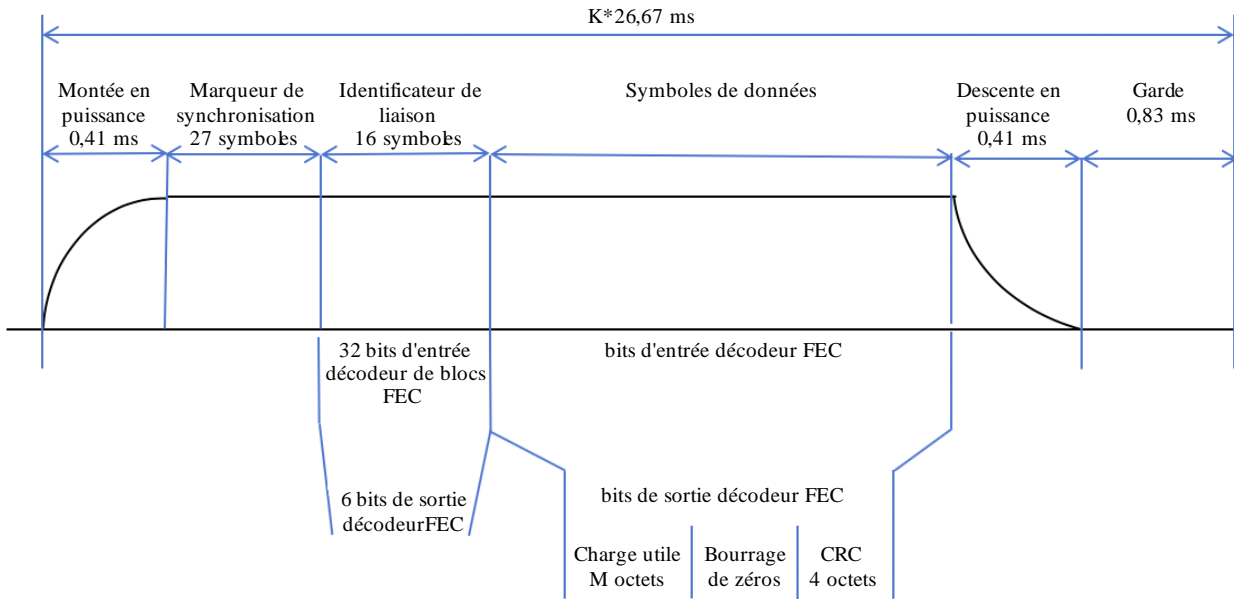 K*26,67 ms
Montée en
puissance
0,41 ms
Marqueur de
synchronisation
27 symboles
Identificateur de
liaison
16 symboles
Symboles de données
Descente en
puissance
0,41 ms
Garde
0,83 ms
32 bits d'entrée
décodeur de blocs
FEC
bits d'entrée décodeur FEC
6 bits de sortie
décodeurFEC
bits de sortie décodeur FEC
Charge utile
M octets
Bourrage
de zéros
CRC
4 octets